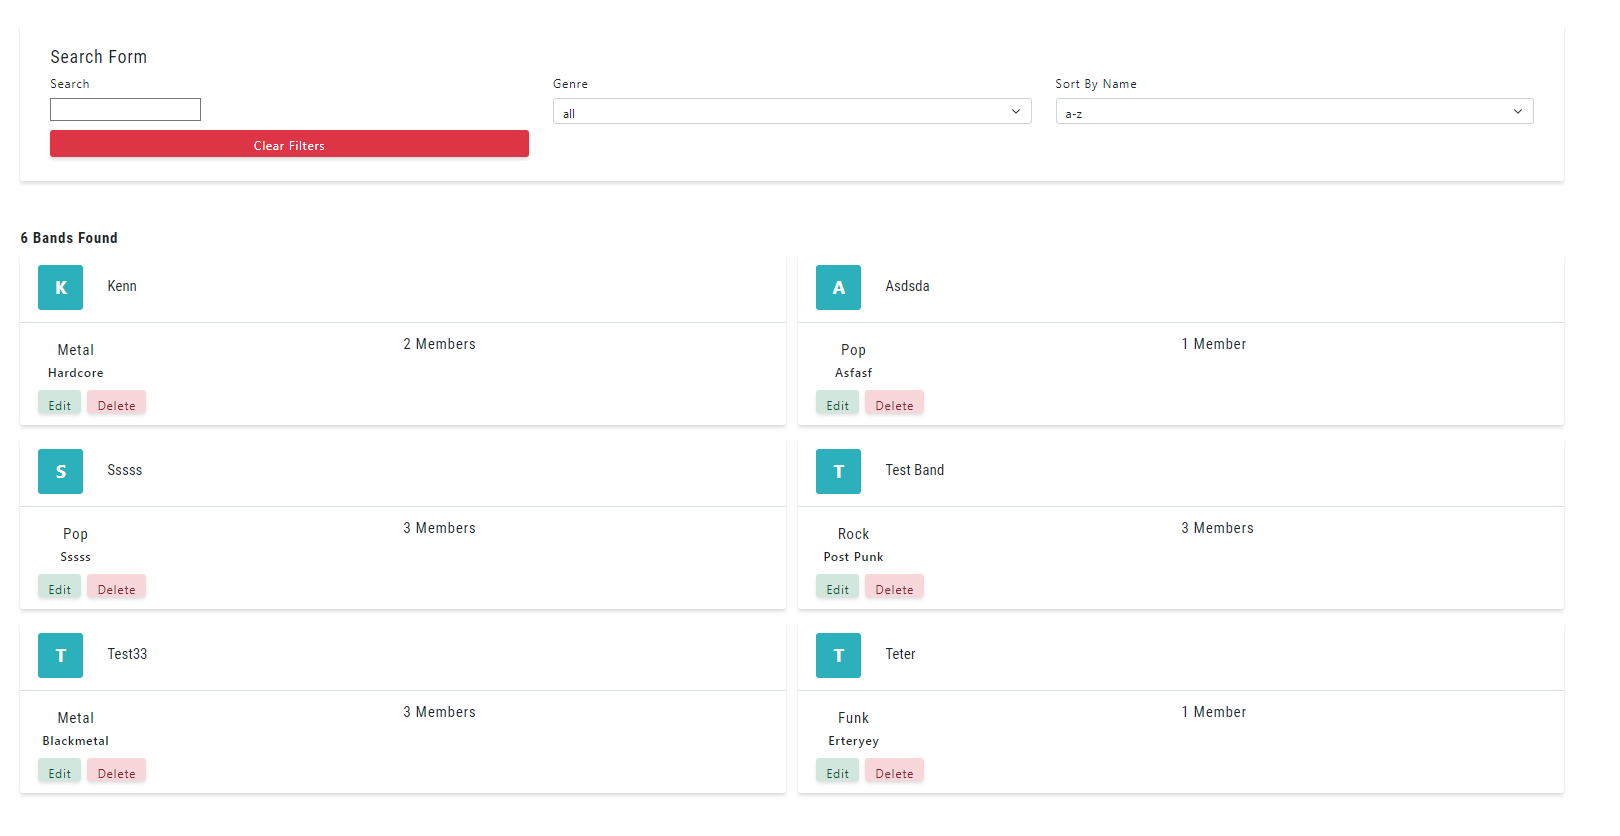 Search Form
Search
Genre
Sort By Name
all
a-z
Clear Filters
6 Bands Found
K
Kenn
Metal
Hardcore
2 Members
Edit
Delete
A
Asdsda
Pop
Asfasf
1 Member
Edit
Delete
S
Sssss
Pop
Sssss
3 Members
Edit
Delete
T
Test Band
Rock
Post Punk
3 Members
Edit
Delete
T
Test33
Metal
Blackmetal
3 Members
Edit
Delete
T
Teter
Funk
Erteryey
1 Member
Edit
Delete